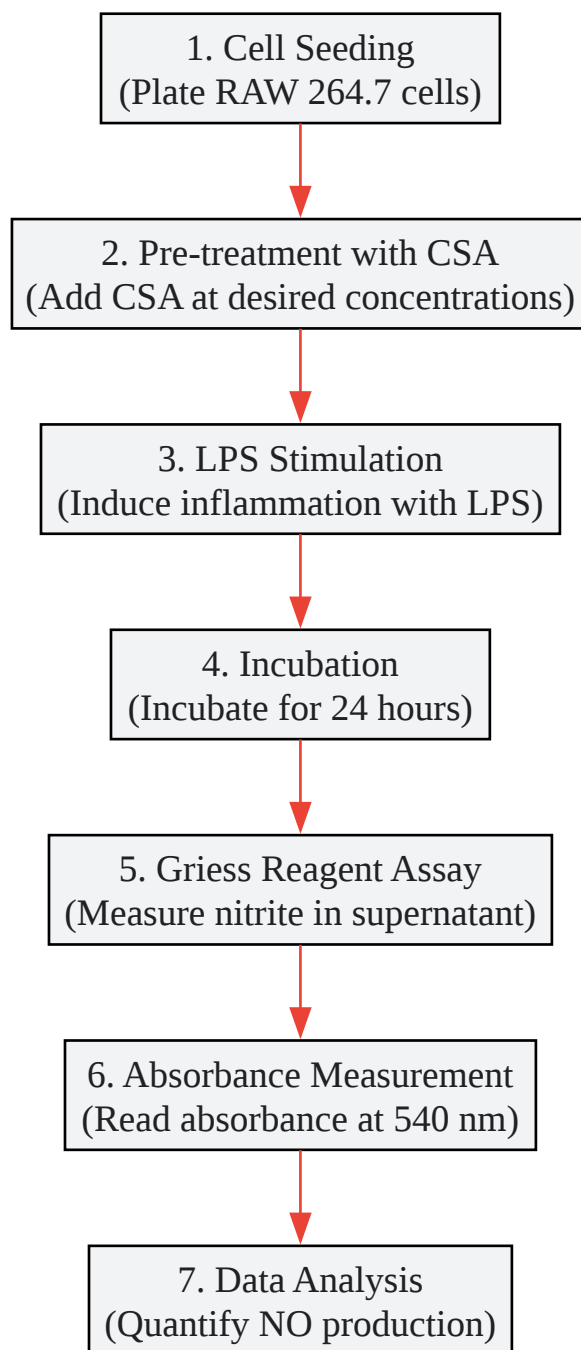 1. Cell Seeding
(Plate RAW 264.7 cells)
2. Pre-treatment with CSA
(Add CSA at desired concentrations)
3. LPS Stimulation
(Induce inflammation with LPS)
4. Incubation
(Incubate for 24 hours)
5. Griess Reagent Assay
(Measure nitrite in supernatant)
6. Absorbance Measurement
(Read absorbance at 540 nm)
7. Data Analysis
(Quantify NO production)